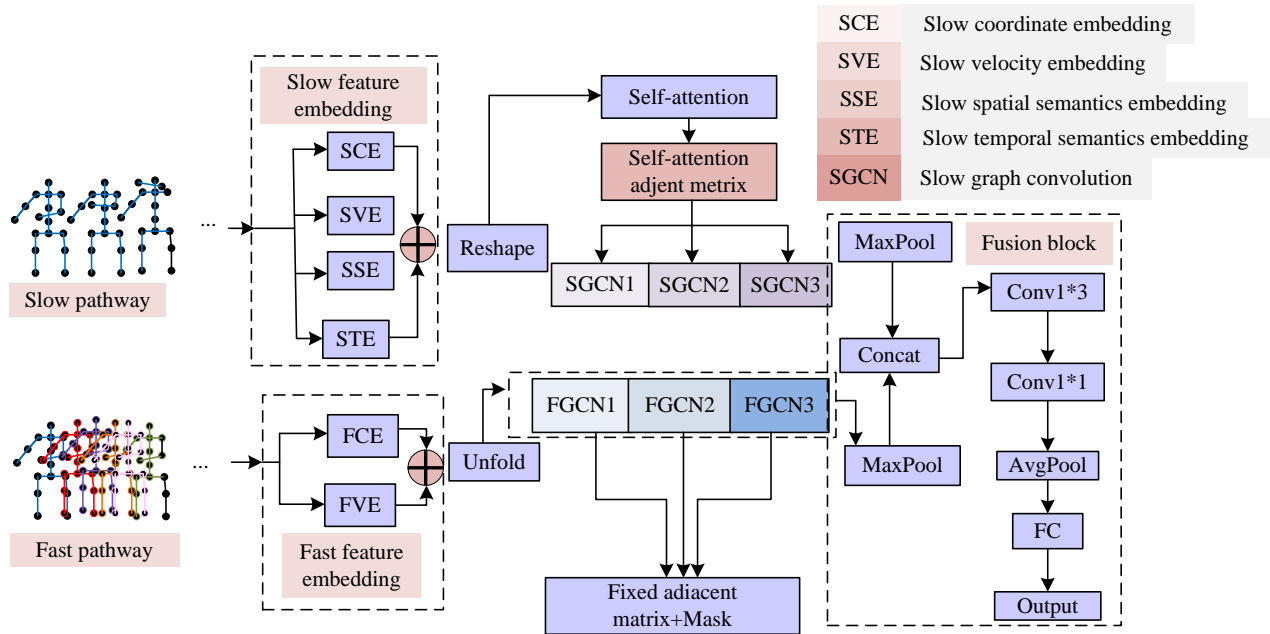 SCE Slow coordinate embedding
SVE Slow velocity embedding
SSE Slow spatial semantics embedding
STE Slow temporal semantics embedding
SGCN Slow graph convolution
Slow feature
embedding
SCE
SVE
SSE
STE
...
Slow pathway
Reshape
Self-attention
Self-attention
adjent metrix
SGCN1 SGCN2 SGCN3
MaxPool
Fusion block
Conv1*3
Concat
Conv1*1
MaxPool
AvgPool
FC
Output
...
Fast pathway
FCE
FVE
Fast feature
embedding
Unfold
FGCN1 FGCN2 FGCN3
Fixed adiacent
matrix+Mask